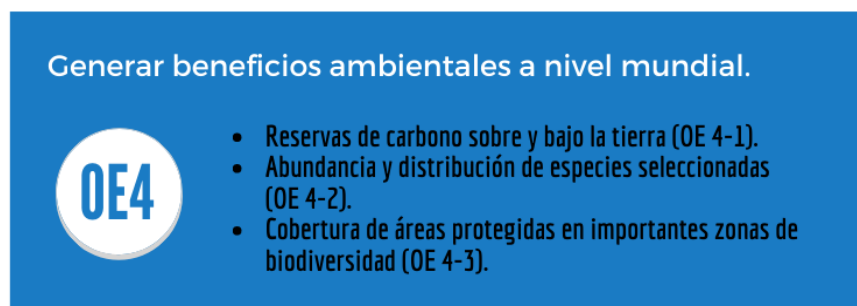 Generar beneficios ambientales a nivel mundial.
OE4
• Reservas de carbono sobre y bajo la tierra (OE 4-1).
• Abundancia y distribución de especies seleccionadas
(OE 4-2).
• Cobertura de áreas protegidas en importantes zonas de
biodiversidad (OE 4-3).